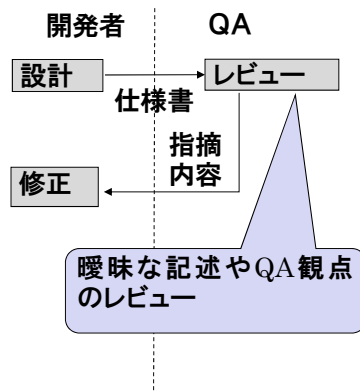 開発者 QA
設計 レビュー
仕様書
指摘
内容
修正
曖昧な記述やQA観点
のレビュー